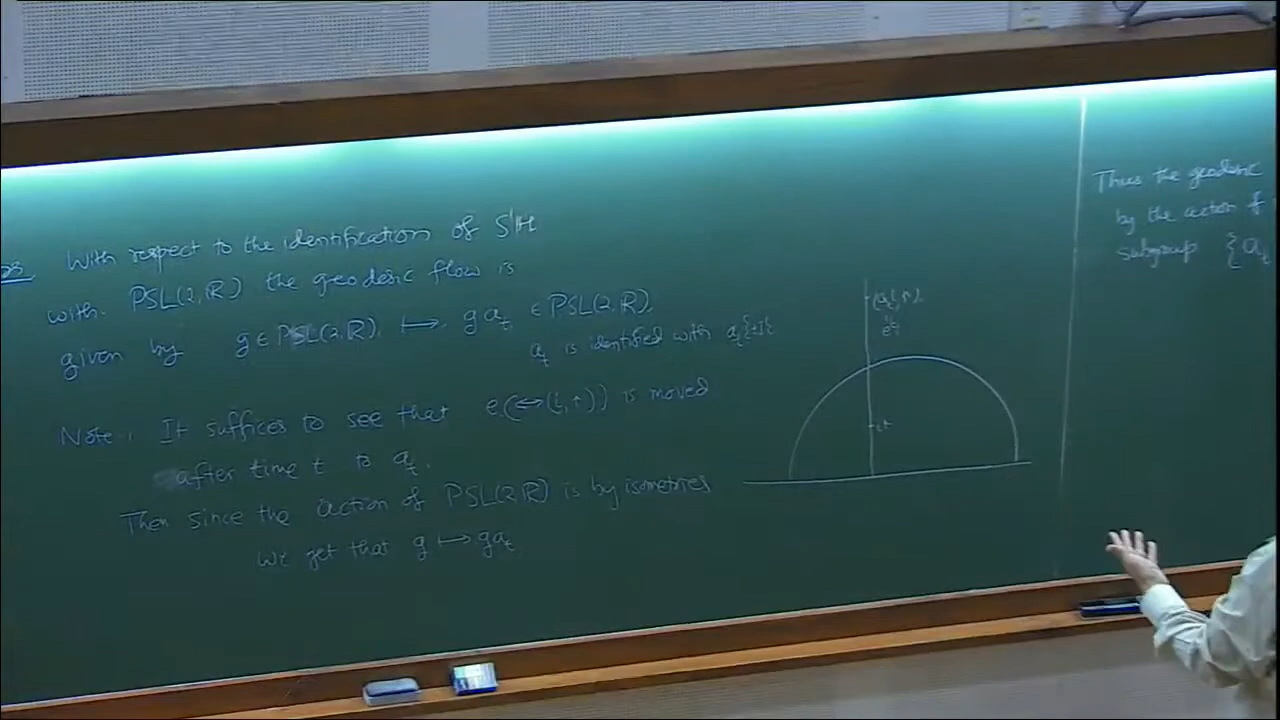 With respect to the identification of S'H
with PSL(2,R) the geodesic flow is
given by g ∈ PSL(2,R) ↦ g a_t ∈ PSL(2,R)
a_t is identified with a_t{±I}
Note: It suffices to see that e(↔(i,↑)) is moved
after time t to a_t.
Then since the action of PSL(2,R) is by isometries
we get that g ↦ ga_t
Thus the geodesic
by the action of
subgroup {a_t